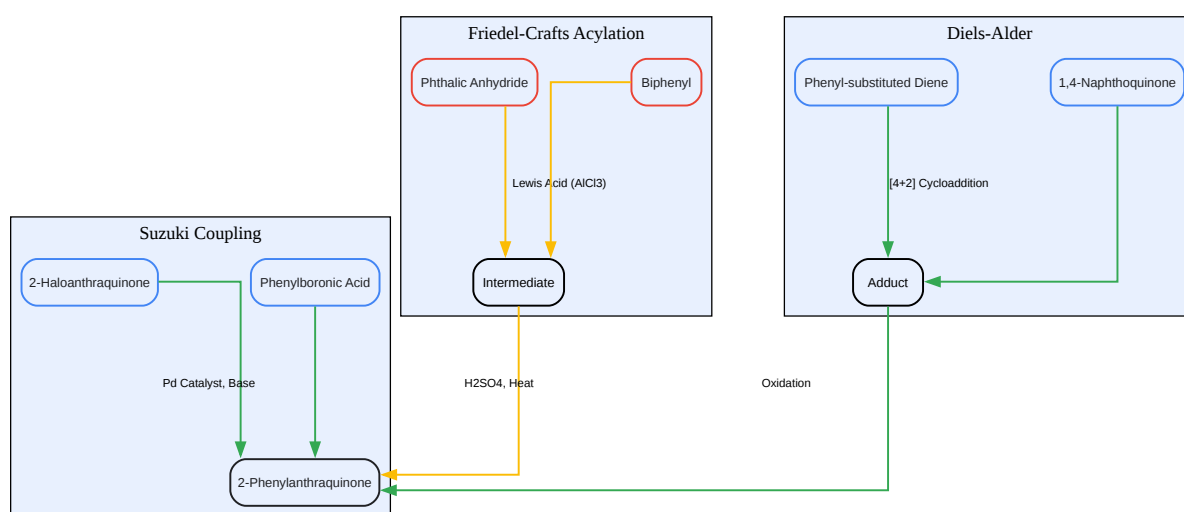 Friedel-Crafts Acylation
Diels-Alder
Phthalic Anhydride
Biphenyl
Phenyl-substituted Diene
1,4-Naphthoquinone
Lewis Acid (AlCl3)
[4+2] Cycloaddition
Suzuki Coupling
2-Haloanthraquinone
Phenylboronic Acid
Intermediate
Adduct
Pd Catalyst, Base
H2SO4, Heat
Oxidation
2-Phenylanthraquinone